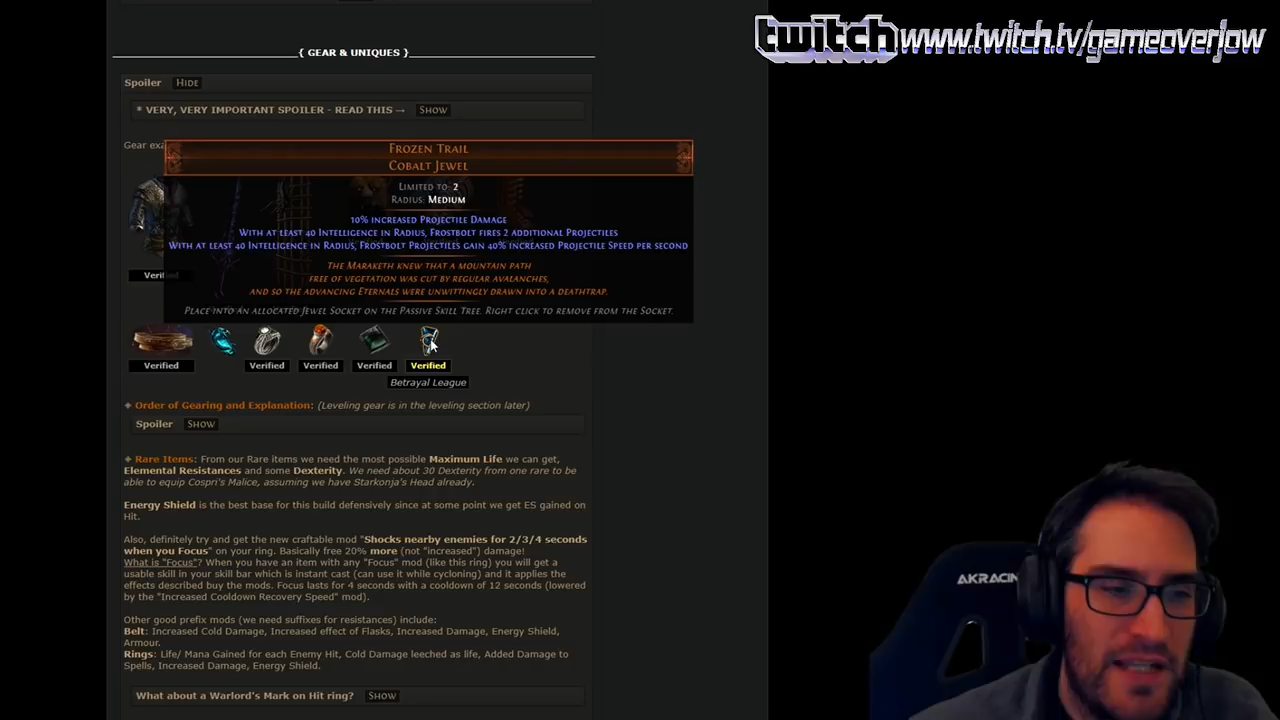 twitch www.twitch.tv/gameoverjow
{ GEAR & UNIQUES }
Spoiler HIDE
* VERY, VERY IMPORTANT SPOILER - READ THIS → SHOW
Gear exa
FROZEN TRAIL
COBALT JEWEL
LIMITED TO: 2
RADIUS: MEDIUM
10% INCREASED PROJECTILE DAMAGE
WITH AT LEAST 40 INTELLIGENCE IN RADIUS, FROSTBOLT FIRES 2 ADDITIONAL PROJECTILES
WITH AT LEAST 40 INTELLIGENCE IN RADIUS, FROSTBOLT PROJECTILES GAIN 40% INCREASED PROJECTILE SPEED PER SECOND
THE MARAKETH KNEW THAT A MOUNTAIN PATH
FREE OF VEGETATION WAS CUT BY REGULAR AVALANCHES,
AND SO THE ADVANCING ETERNALS WERE UNWITTINGLY DRAWN INTO A DEATHTRAP.
PLACE INTO AN ALLOCATED JEWEL SOCKET ON THE PASSIVE SKILL TREE. RIGHT CLICK TO REMOVE FROM THE SOCKET.
Verified
Verified Verified Verified Verified Verified
Betrayal League
Order of Gearing and Explanation: (Leveling gear is in the leveling section later)
Spoiler SHOW
Rare Items: From our Rare items we need the most possible Maximum Life we can get,
Elemental Resistances and some Dexterity. We need about 30 Dexterity from one rare to be
able to equip Cospri's Malice, assuming we have Starkonja's Head already.
Energy Shield is the best base for this build defensively since at some point we get ES gained on
Hit.
Also, definitely try and get the new craftable mod "Shocks nearby enemies for 2/3/4 seconds
when you Focus" on your ring. Basically free 20% more (not "increased") damage!
What is "Focus"? When you have an item with any "Focus" mod (like this ring) you will get a
usable skill in your skill bar which is instant cast (can use it while cycloning) and it applies the
effects described buy the mods. Focus lasts for 4 seconds with a cooldown of 12 seconds (lowered
by the "Increased Cooldown Recovery Speed" mod).
Other good prefix mods (we need suffixes for resistances) include:
Belt: Increased Cold Damage, Increased effect of Flasks, Increased Damage, Energy Shield,
Armour.
Rings: Life/ Mana Gained for each Enemy Hit, Cold Damage leeched as life, Added Damage to
Spells, Increased Damage, Energy Shield.
What about a Warlord's Mark on Hit ring? SHOW
AKRACIN